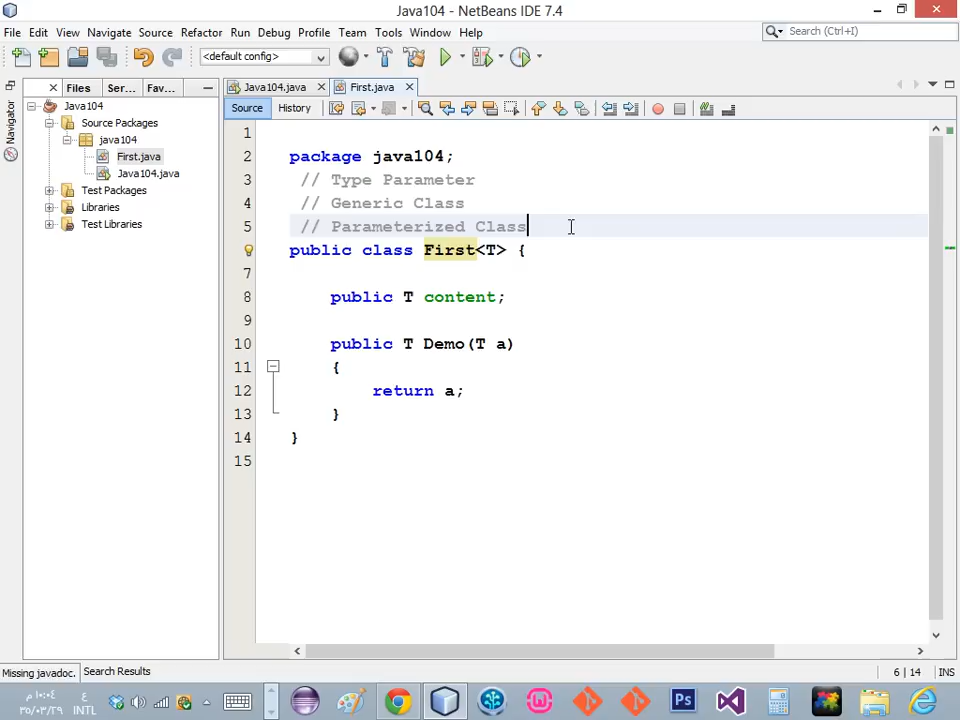 Java104 - NetBeans IDE 7.4
File Edit View Navigate Source Refactor Run Debug Profile Team Tools Window Help
Search (Ctrl+I)
<default config>
Files Ser... Fav...
Java104.java First.java
Navigator
Java104
Source Packages
java104
First.java
Java104.java
Test Packages
Libraries
Test Libraries
Source History
1
2 package java104;
3 // Type Parameter
4 // Generic Class
5 // Parameterized Class
public class First<T> {
7
8 public T content;
9
10 public T Demo(T a)
11 {
12 return a;
13 }
14 }
15
Missing javadoc. Search Results
6 | 14 INS
ع
INTL
Ps